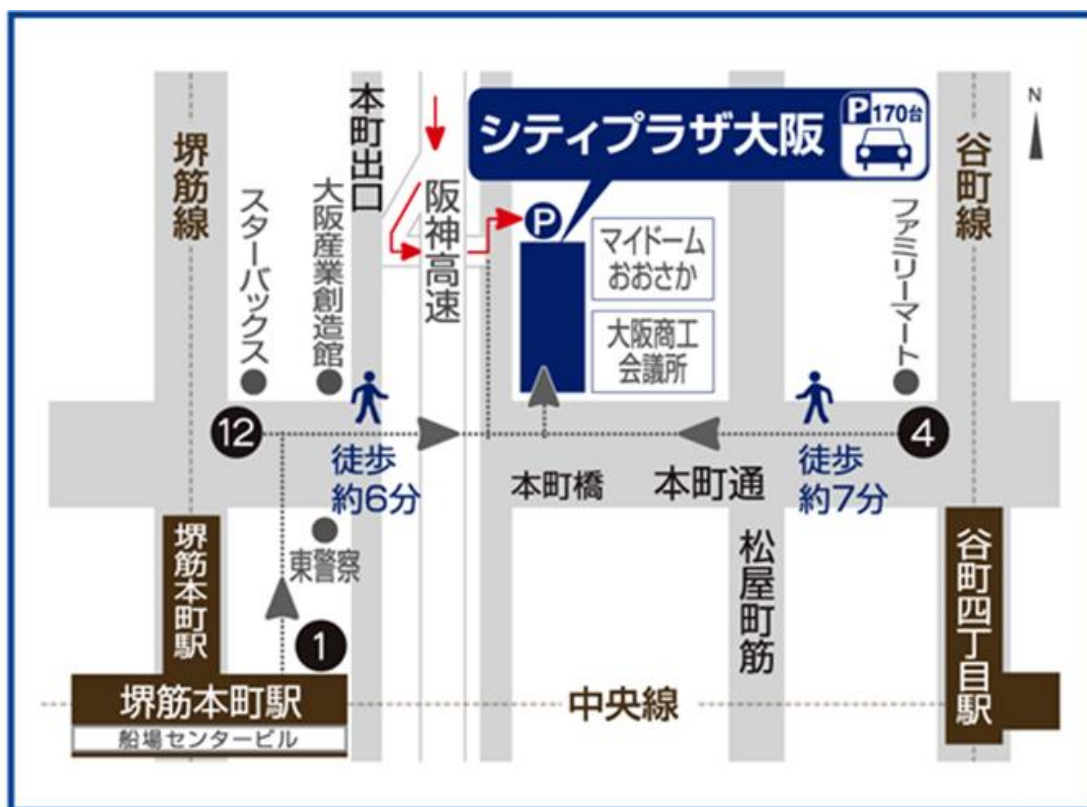 堺筋線
スターバックス
大阪産業創造館
本町出口
阪神高速
シティプラザ大阪
P 170台
P
マイドーム
おおさか
大阪商工
会議所
ファミリーマート
谷町線
N
12
徒歩
約6分
本町橋
本町通
徒歩
約7分
4
東警察
松屋町筋
堺筋本町駅
1
堺筋本町駅
船場センタービル
中央線
谷町四丁目駅